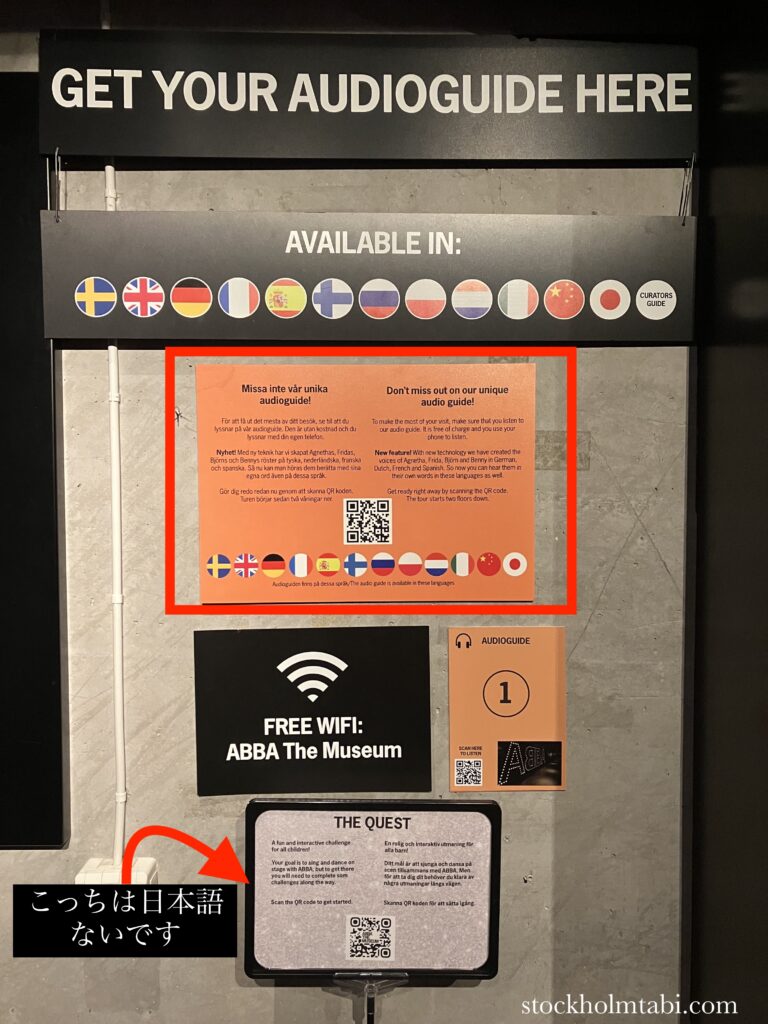 GET YOUR AUDIOGUIDE HERE
AVAILABLE IN:
CURATORS
GUIDE
Missa inte vår unika
audioguide!
För att få ut det mesta av ditt besök, se till att du
lyssnar på vår audioguide. Den är utan kostnad och du
lyssnar med din egen telefon.
Nyhet! Med ny teknik har vi skapat Agnethas, Fridas,
Björns och Bennys röster på tyska, nederländska, franska
och spanska. Så nu kan man höras dem berätta med sina
egna ord även på dessa språk.
Gör dig redo redan nu genom att skanna QR koden.
Turen börjar sedan två våningar ner.
Don't miss out on our unique
audio guide!
To make the most of your visit, make sure that you listen to
our audio guide. It is free of charge and you use your
phone to listen.
New feature! With new technology we have created the
voices of Agnetha, Frida, Björn and Benny in German,
Dutch, French and Spanish. So now you can hear them in
their own words in these languages as well.
Get ready right away by scanning the QR code.
The tour starts two floors down.
Audioguiden finns på dessa språk/The audio guide is available in these languages
FREE WIFI:
ABBA The Museum
AUDIOGUIDE
1
SCAN HERE
TO LISTEN
ABBA
THE QUEST
A fun and interactive challenge
for all children!
Your goal is to sing and dance on
stage with ABBA, but to get there
you will need to complete som
challenges along the way.
Scan the QR code to get started.
En rolig och interaktiv utmaning för
alla barn!
Ditt mål är att sjunga och dansa på
scen tillsammans med ABBA. Men
för att ta dig dit behöver du klara av
några utmaningar längs vägen.
Skanna QR koden för att sätta igång.
ABBA
THE
MUSEUM
こっちは日本語
ないです
stockholmtabi.com